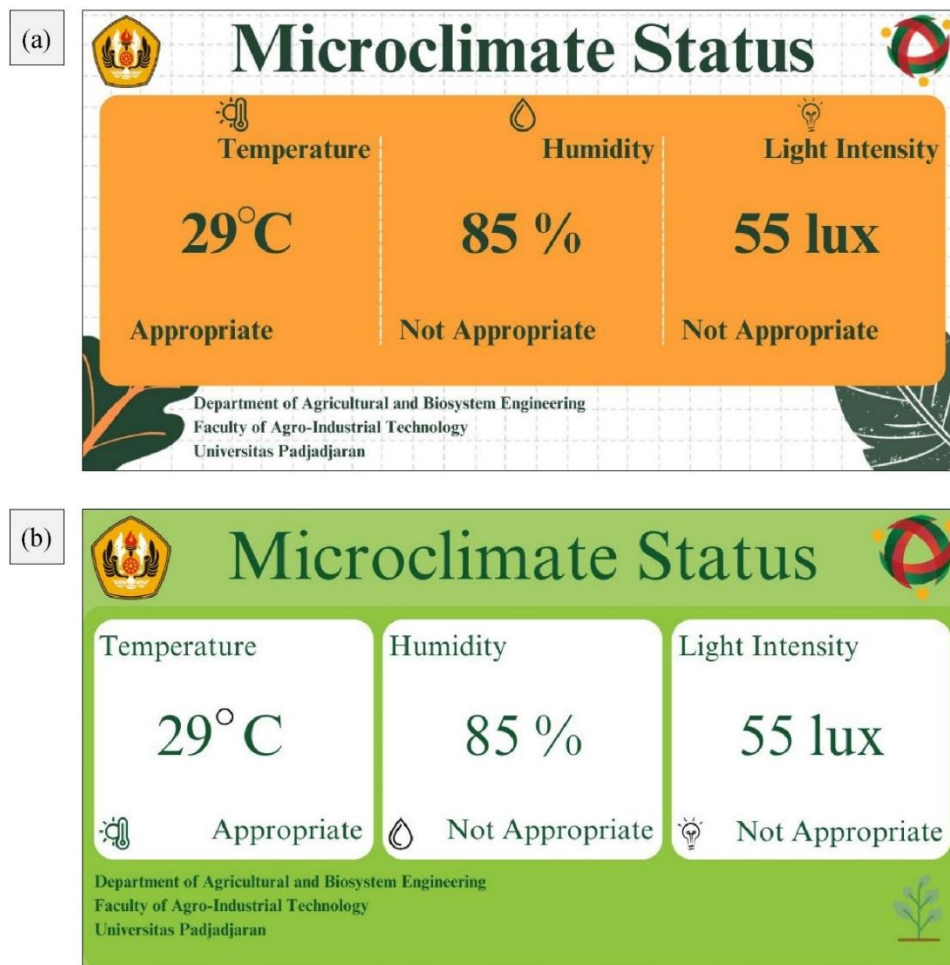 (a)
Microclimate Status
Temperature Humidity Light Intensity
29°C 85 % 55 lux
Appropriate Not Appropriate Not Appropriate
Department of Agricultural and Biosystem Engineering
Faculty of Agro-Industrial Technology
Universitas Padjadjaran
(b)
Microclimate Status
Temperature Humidity Light Intensity
29° C 85 % 55 lux
Appropriate Not Appropriate Not Appropriate
Department of Agricultural and Biosystem Engineering
Faculty of Agro-Industrial Technology
Universitas Padjadjaran